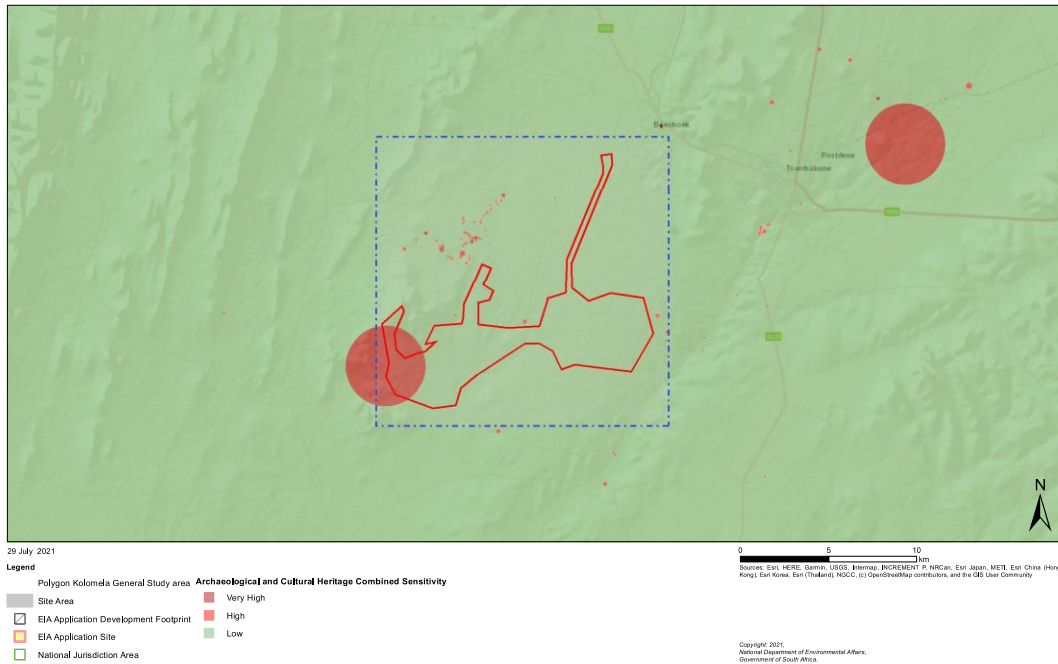 Beeshoek
Postdene
Tsantsabane
N
29 July 2021
Legend
Polygon Kolomela General Study area
Site Area
EIA Application Development Footprint
EIA Application Site
National Jurisdiction Area
Archaeological and Cultural Heritage Combined Sensitivity
Very High
High
Low
0 5 10
km
Sources: Esri, HERE, Garmin, USGS, Intermap, INCREMENT P, NRCan, Esri Japan, METI, Esri China (Hong
Kong), Esri Korea, Esri (Thailand), NGCC, (c) OpenStreetMap contributors, and the GIS User Community
Copyright: 2021,
National Department of Environmental Affairs,
Government of South Africa.